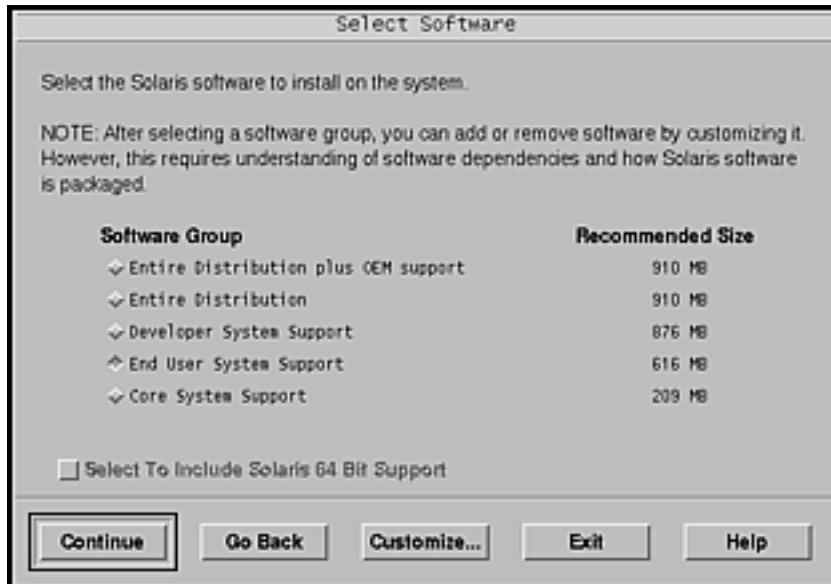 Select Software
Select the Solaris software to install on the system.
NOTE: After selecting a software group, you can add or remove software by customizing it.
However, this requires understanding of software dependencies and how Solaris software
is packaged.
Software Group Recommended Size
Entire Distribution plus OEM support 910 MB
Entire Distribution 910 MB
Developer System Support 876 MB
End User System Support 616 MB
Core System Support 209 MB
Select To Include Solaris 64 Bit Support
Continue Go Back Customize... Exit Help